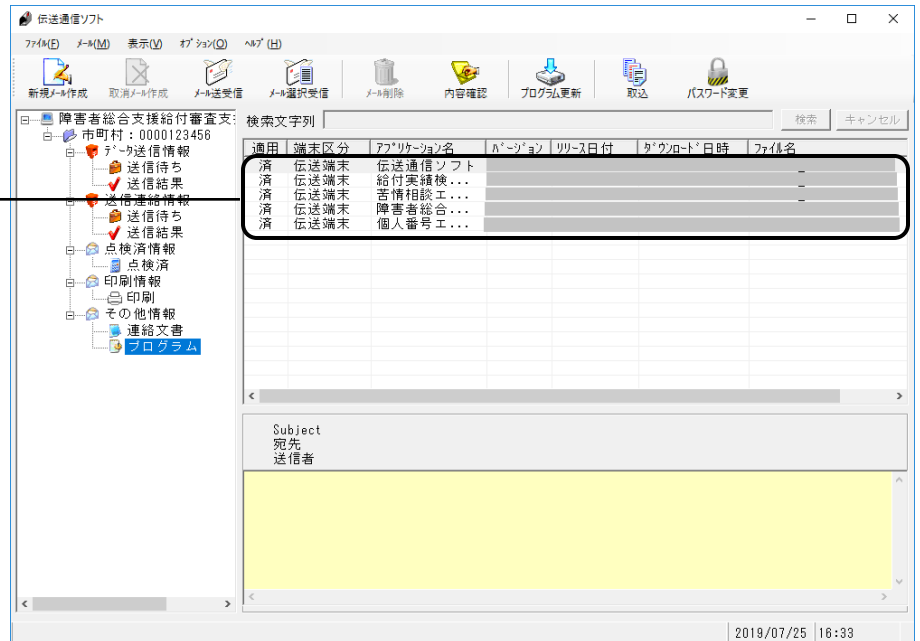 伝送通信ソフト
ﾌｧｲﾙ(F) ﾒｰﾙ(M) 表示(V) ｵﾌﾟｼｮﾝ(O) ﾍﾙﾌﾟ(H)
新規ﾒｰﾙ作成 取消ﾒｰﾙ作成 ﾒｰﾙ送受信 ﾒｰﾙ選択受信 ﾒｰﾙ削除 内容確認 ﾌﾟﾛｸﾞﾗﾑ更新 取込 ﾊﾟｽﾜｰﾄﾞ変更
障害者総合支援給付審査支
市町村：0000123456
ﾃﾞｰﾀ送信情報
送信待ち
送信結果
送信連絡情報
送信待ち
送信結果
点検済情報
点検済
印刷情報
印刷
その他情報
連絡文書
プログラム
検索文字列 検索 キャンセル
適用 端末区分 ｱﾌﾟﾘｹｰｼｮﾝ名 ﾊﾞｰｼﾞｮﾝ ﾘﾘｰｽ日付 ﾀﾞｳﾝﾛｰﾄﾞ日時 ﾌｧｲﾙ名
済 伝送端末 伝送通信ソフト
済 伝送端末 給付実績検...
済 伝送端末 苦情相談エ...
済 伝送端末 障害者総合...
済 伝送端末 個人番号エ...
Subject
宛先
送信者
2019/07/25 16:33